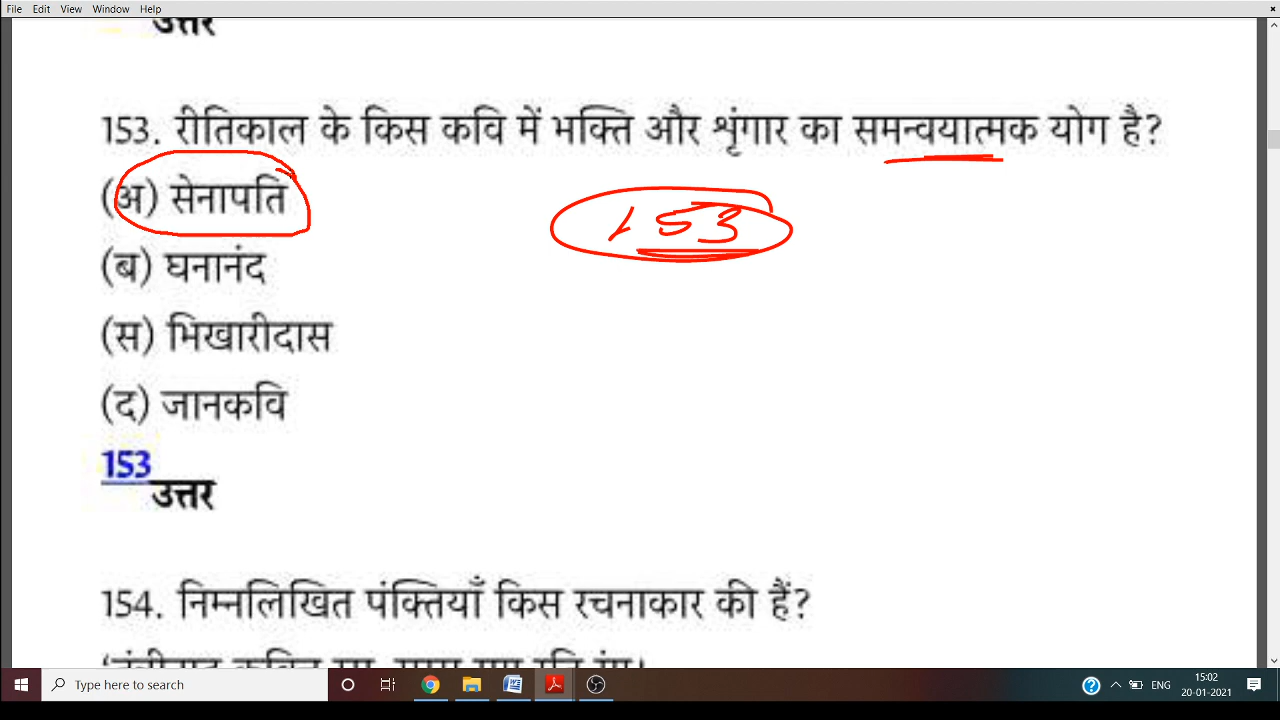 File Edit View Window Help
उत्तर
153. रीतिकाल के किस कवि में भक्ति और शृंगार का समन्वयात्मक योग है?
(अ) सेनापति
153
(ब) घनानंद
(स) भिखारीदास
(द) जानकवि
153
उत्तर
154. निम्नलिखित पंक्तियाँ किस रचनाकार की हैं?
Type here to search
ENG
15:02
20-01-2021